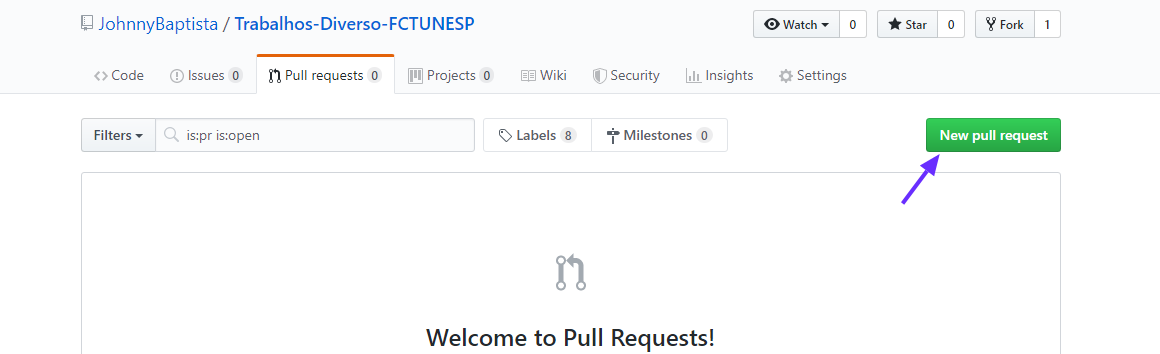 JohnnyBaptista / Trabalhos-Diverso-FCTUNESP Watch 0 Star 0 Fork 1
Code Issues 0 Pull requests 0 Projects 0 Wiki Security Insights Settings
Filters is:pr is:open Labels 8 Milestones 0 New pull request
Welcome to Pull Requests!